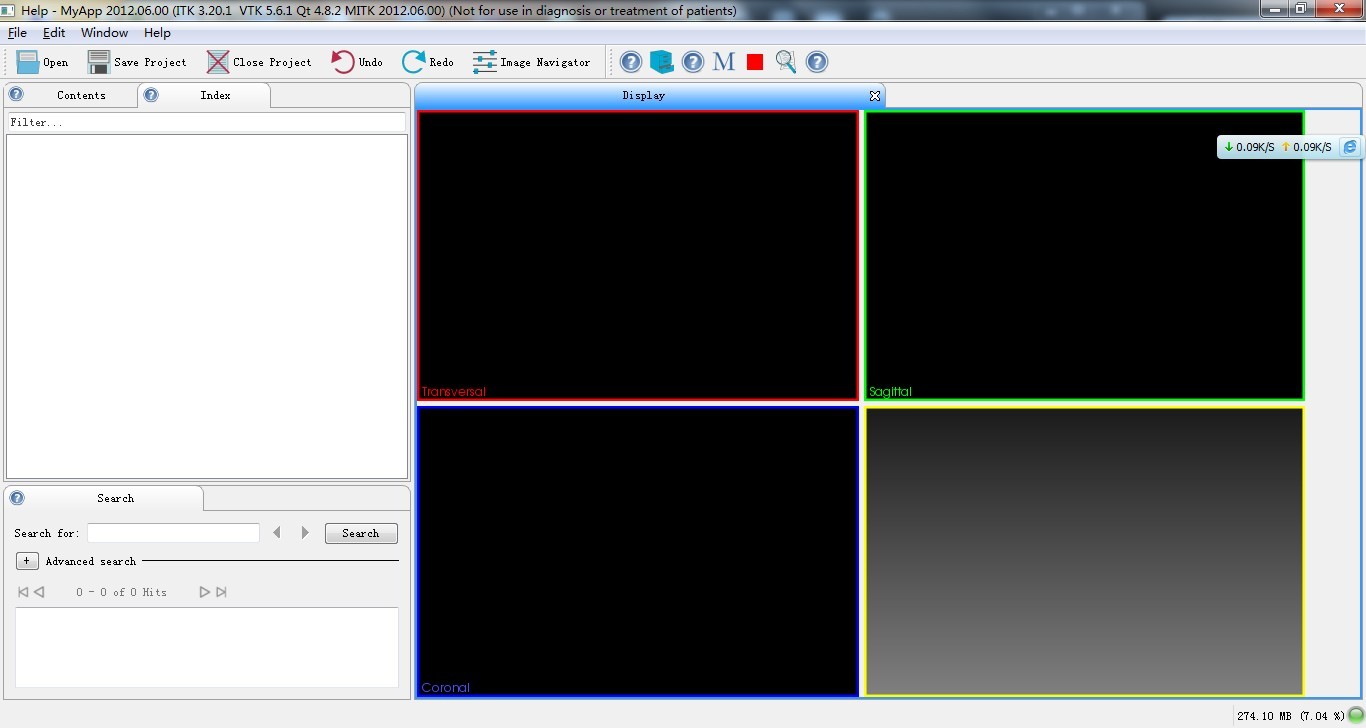 Help - MyApp 2012.06.00 (ITK 3.20.1  VTK 5.6.1 Qt 4.8.2 MITK 2012.06.00) (Not for use in diagnosis or treatment of patients)
File Edit Window Help
Open Save Project Close Project Undo Redo Image Navigator M
Contents Index
Display
Filter...
0.09K/S 0.09K/S
Transversal
Sagittal
Search
Search for: Search
+ Advanced search
0 - 0 of 0 Hits
Coronal
274.10 MB (7.04 %)